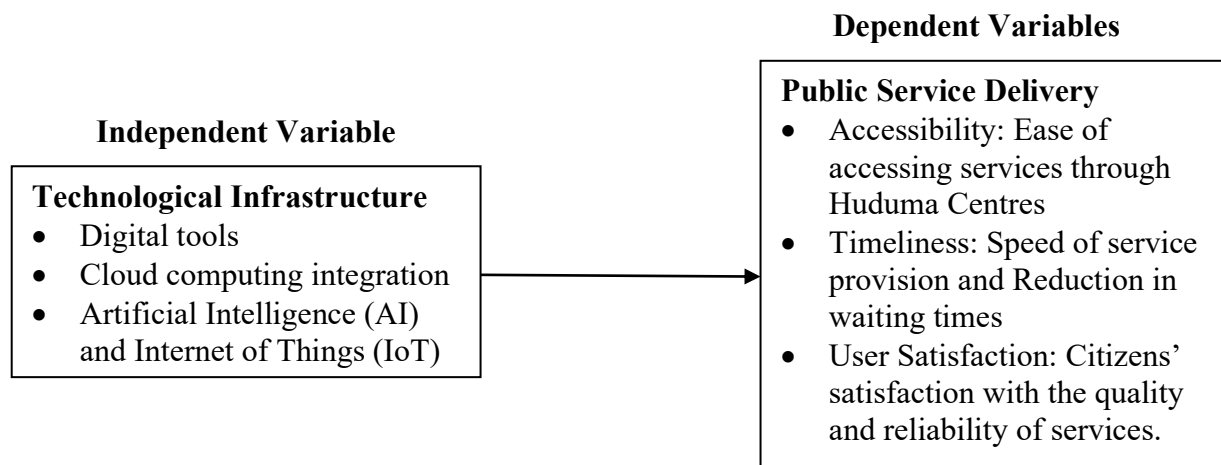 Independent Variable
Technological Infrastructure
• Digital tools
• Cloud computing integration
• Artificial Intelligence (AI)
and Internet of Things (IoT)
Dependent Variables
Public Service Delivery
• Accessibility: Ease of
accessing services through
Huduma Centres
• Timeliness: Speed of service
provision and Reduction in
waiting times
• User Satisfaction: Citizens’
satisfaction with the quality
and reliability of services.